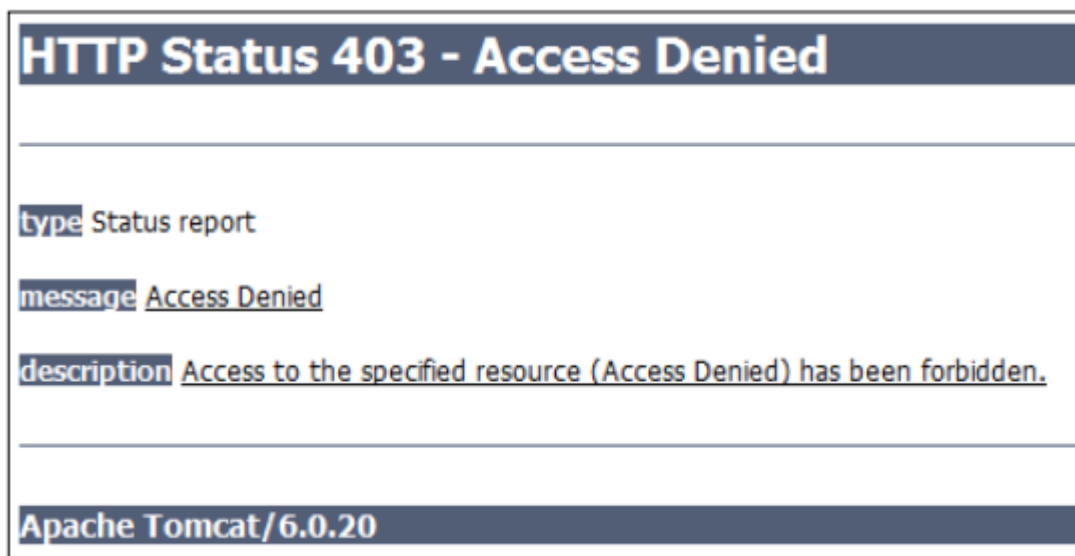 HTTP Status 403 - Access Denied
type Status report
message Access Denied
description Access to the specified resource (Access Denied) has been forbidden.
Apache Tomcat/6.0.20